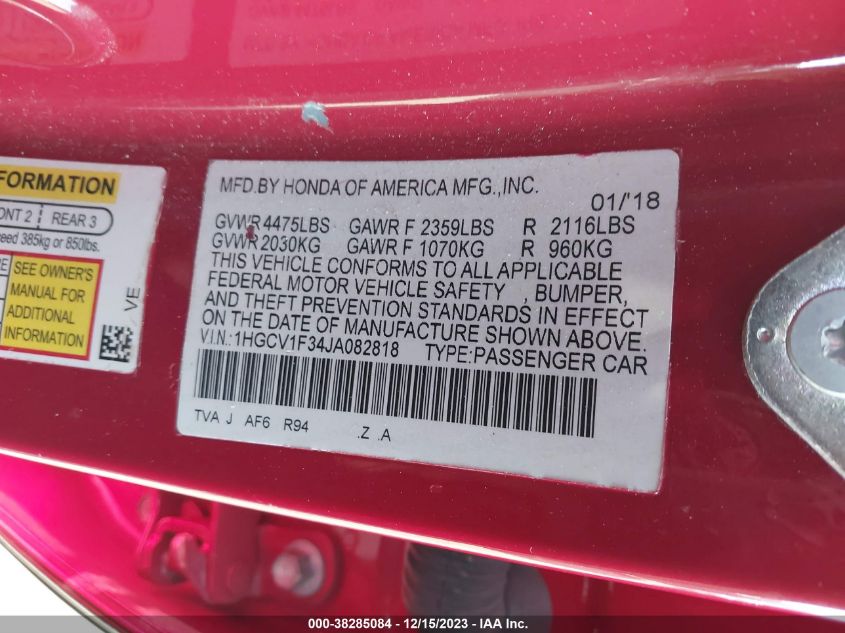 FORMATION
ONT 2 REAR 3
ceed 385kg or 850lbs.
SEE OWNER'S
MANUAL FOR
ADDITIONAL
INFORMATION
VE
MFD.BY HONDA OF AMERICA MFG.,INC.
01/'18
GVWR 4475LBS GAWR F 2359LBS R 2116LBS
GVWR 2030KG GAWR F 1070KG R 960KG
THIS VEHICLE CONFORMS TO ALL APPLICABLE
FEDERAL MOTOR VEHICLE SAFETY , BUMPER,
AND THEFT PREVENTION STANDARDS IN EFFECT
ON THE DATE OF MANUFACTURE SHOWN ABOVE.
V.I.N.:1HGCV1F34JA082818 TYPE:PASSENGER CAR
TVA J AF6 R94 .Z .A
000-38285084 - 12/15/2023 - IAA Inc.